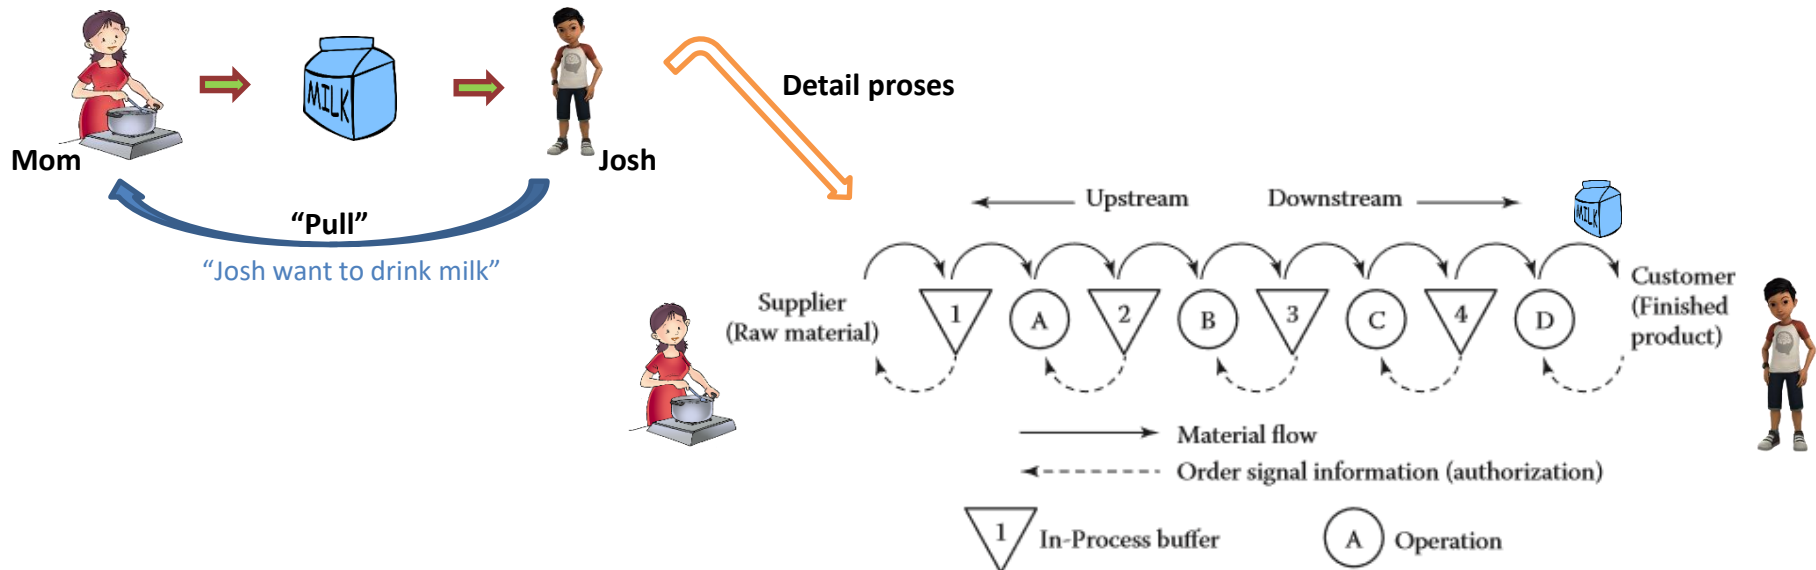 MILK
Mom
Josh
“Pull”
“Josh want to drink milk”
Detail proses
Upstream
Downstream
MILK
Supplier
(Raw material)
1
A
2
B
3
C
4
D
Customer
(Finished
product)
Material flow
Order signal information (authorization)
1
In-Process buffer
A
Operation